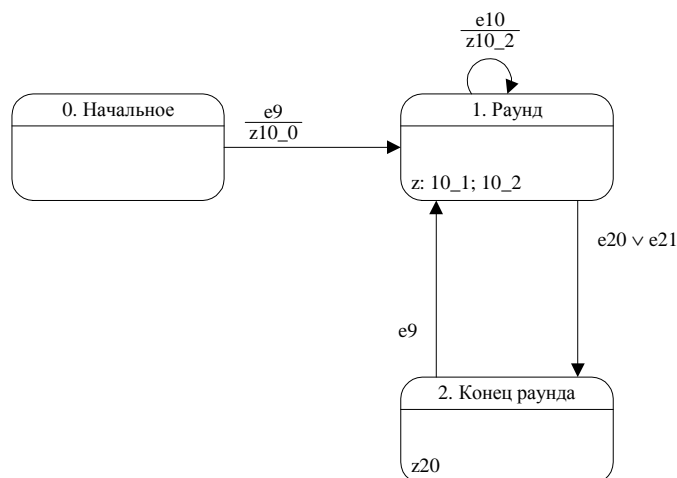 e10
z10_2
0. Начальное
e9
z10_0
1. Раунд
z: 10_1; 10_2
e20 ∨ e21
e9
2. Конец раунда
z20